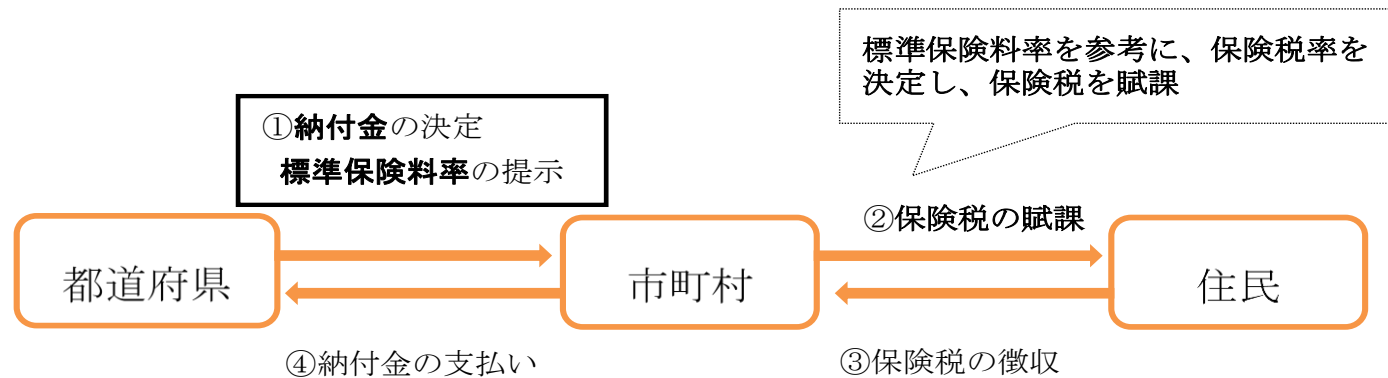 標準保険料率を参考に、保険税率を
決定し、保険税を賦課
①納付金の決定
標準保険料率の提示
②保険税の賦課
都道府県
市町村
住民
④納付金の支払い
③保険税の徴収